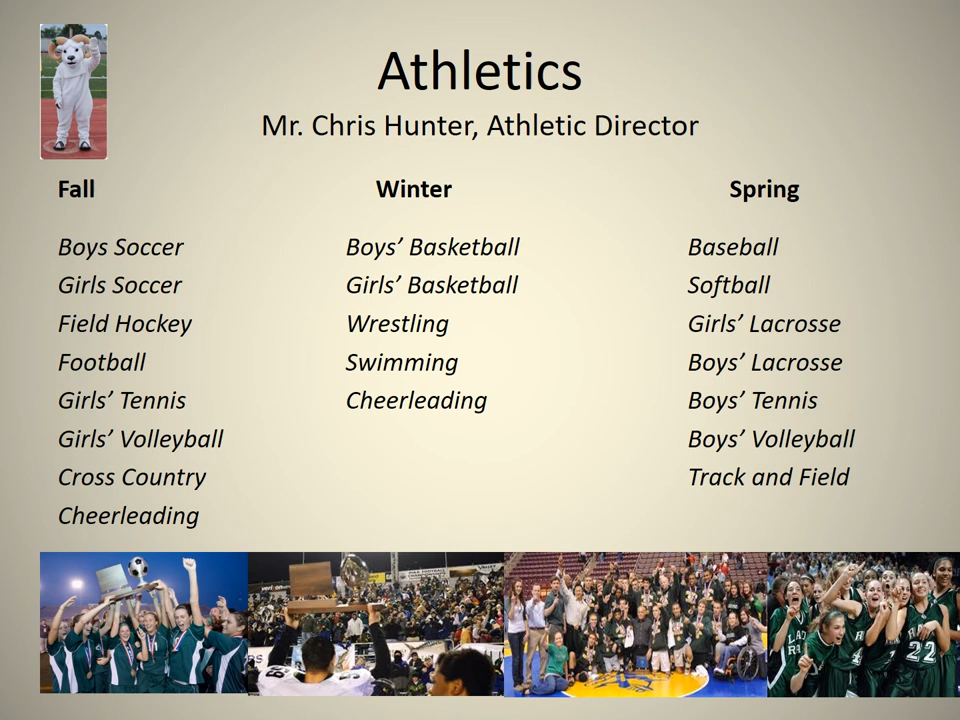 Athletics
Mr. Chris Hunter, Athletic Director
Fall
Winter
Spring
Boys Soccer
Girls Soccer
Field Hockey
Football
Girls’ Tennis
Girls’ Volleyball
Cross Country
Cheerleading
Boys’ Basketball
Girls’ Basketball
Wrestling
Swimming
Cheerleading
Baseball
Softball
Girls’ Lacrosse
Boys’ Lacrosse
Boys’ Tennis
Boys’ Volleyball
Track and Field
22